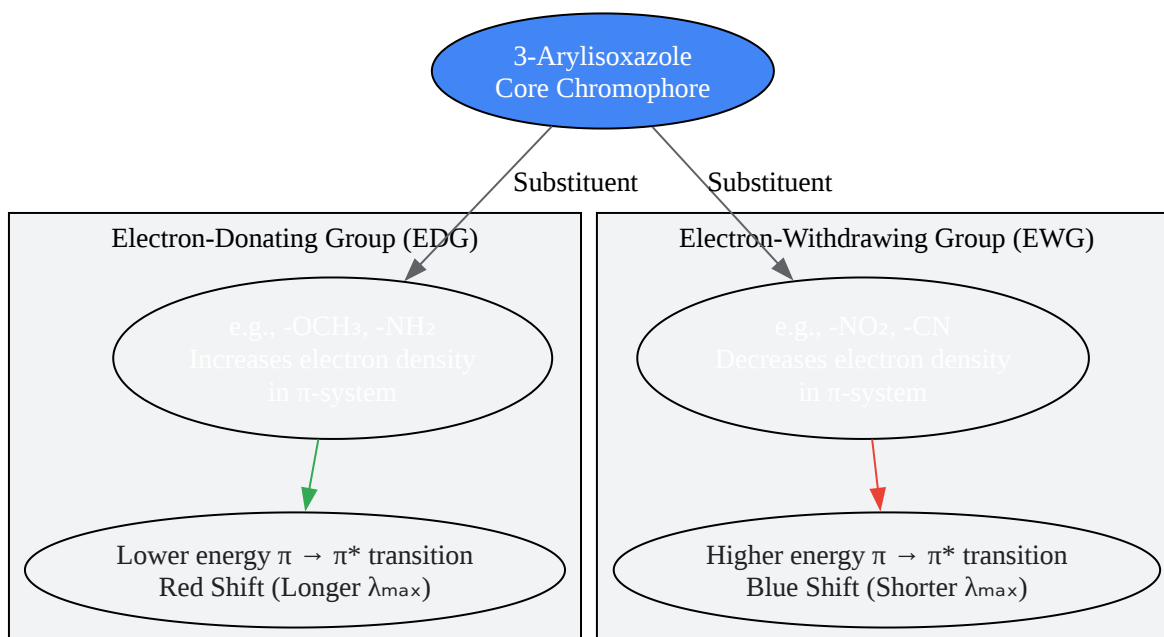 3-Arylisoxazole
Core Chromophore
Substituent
Substituent
Electron-Donating Group (EDG)
Electron-Withdrawing Group (EWG)
e.g., -OCH₃, -NH₂
Increases electron density
in π-system
e.g., -NO₂, -CN
Decreases electron density
in π-system
Lower energy π → π* transition
Red Shift (Longer λₘₐₓ)
Higher energy π → π* transition
Blue Shift (Shorter λₘₐₓ)